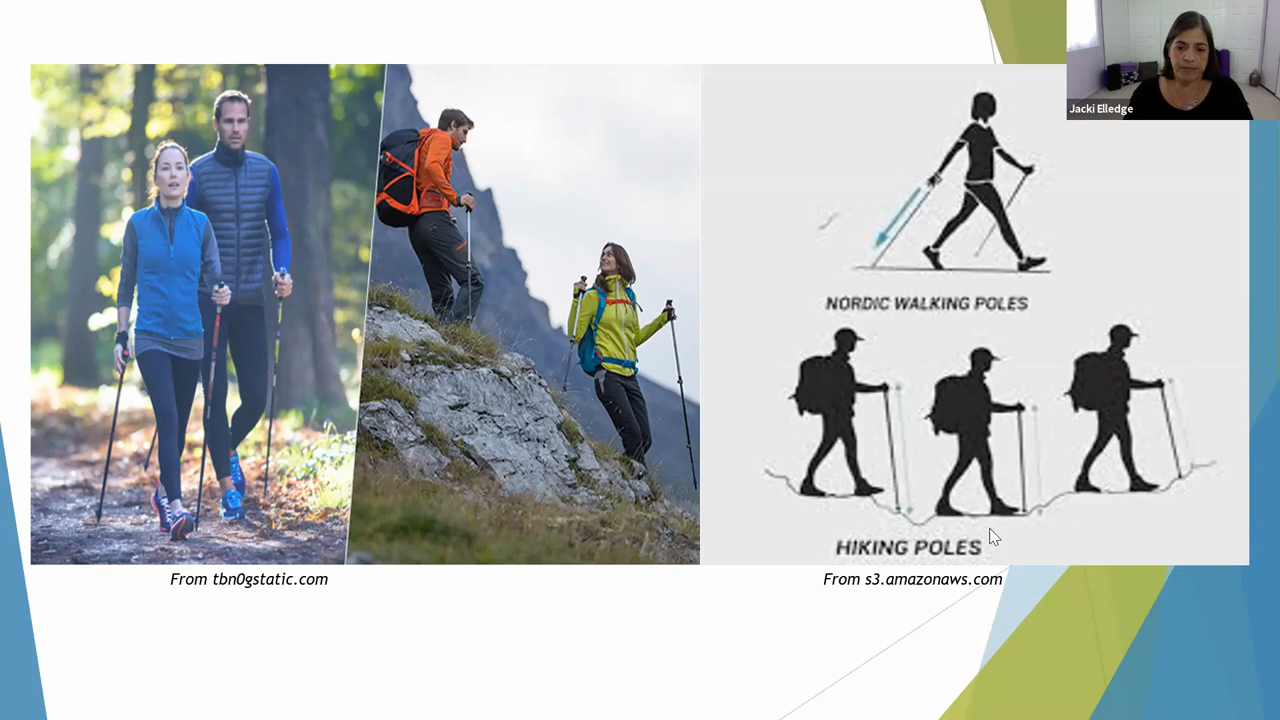 Jacki Elledge
NORDIC WALKING POLES
HIKING POLES
From tbn0gstatic.com
From s3.amazonaws.com